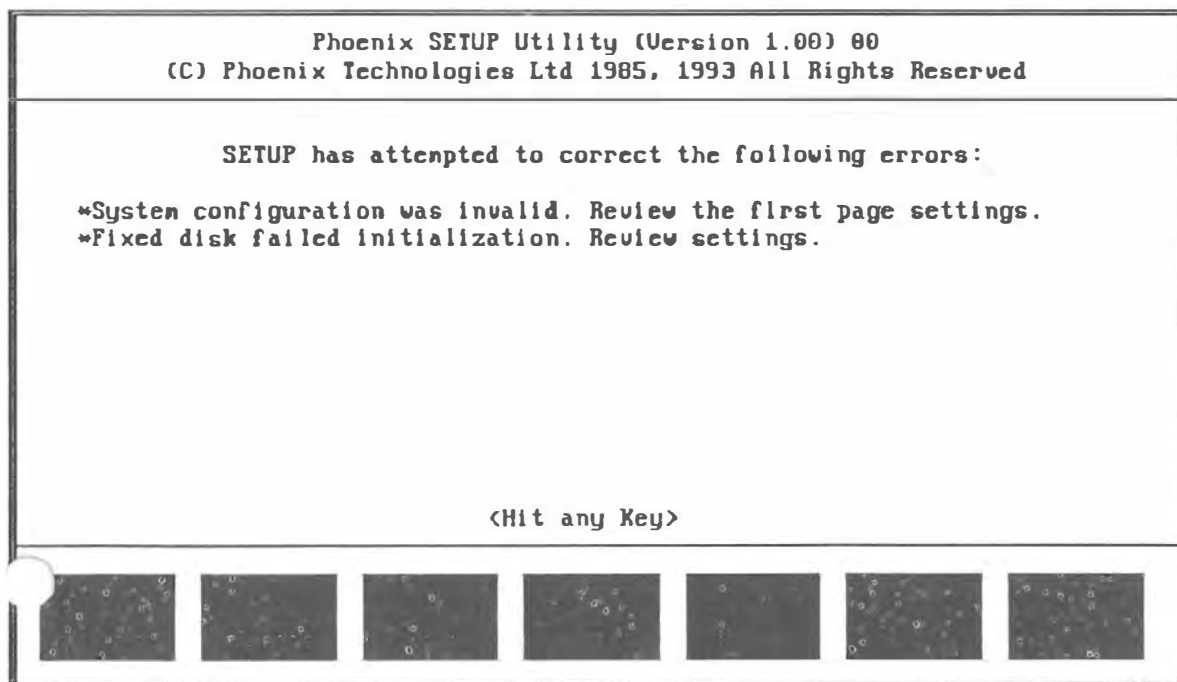 Phoenix SETUP Utility (Version 1.00) 00
(C) Phoenix Technologies Ltd 1985, 1993 All Rights Reserved
SETUP has attempted to correct the following errors:
*System configuration was invalid. Review the first page settings.
*Fixed disk failed initialization. Review settings.
<Hit any Key>